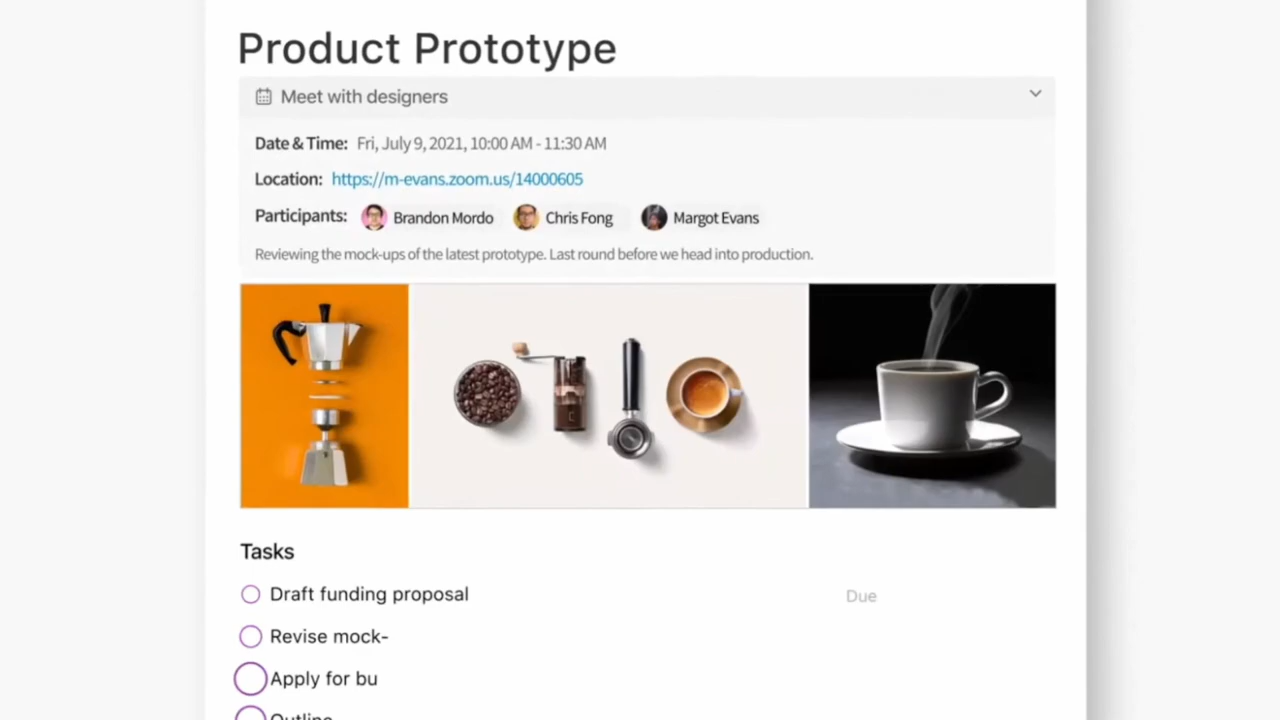 Product Prototype
Meet with designers
Date & Time: Fri, July 9, 2021, 10:00 AM - 11:30 AM
Location: https://m-evans.zoom.us/14000605
Participants: Brandon Mordo Chris Fong Margot Evans
Reviewing the mock-ups of the latest prototype. Last round before we head into production.
Tasks
Draft funding proposal Due
Revise mock-
Apply for bu
Outline